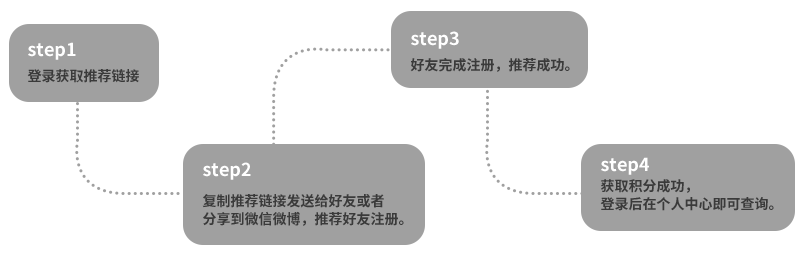 step1
登录获取推荐链接
step2
复制推荐链接发送给好友或者
分享到微信微博，推荐好友注册。
step3
好友完成注册，推荐成功。
step4
获取积分成功，
登录后在个人中心即可查询。